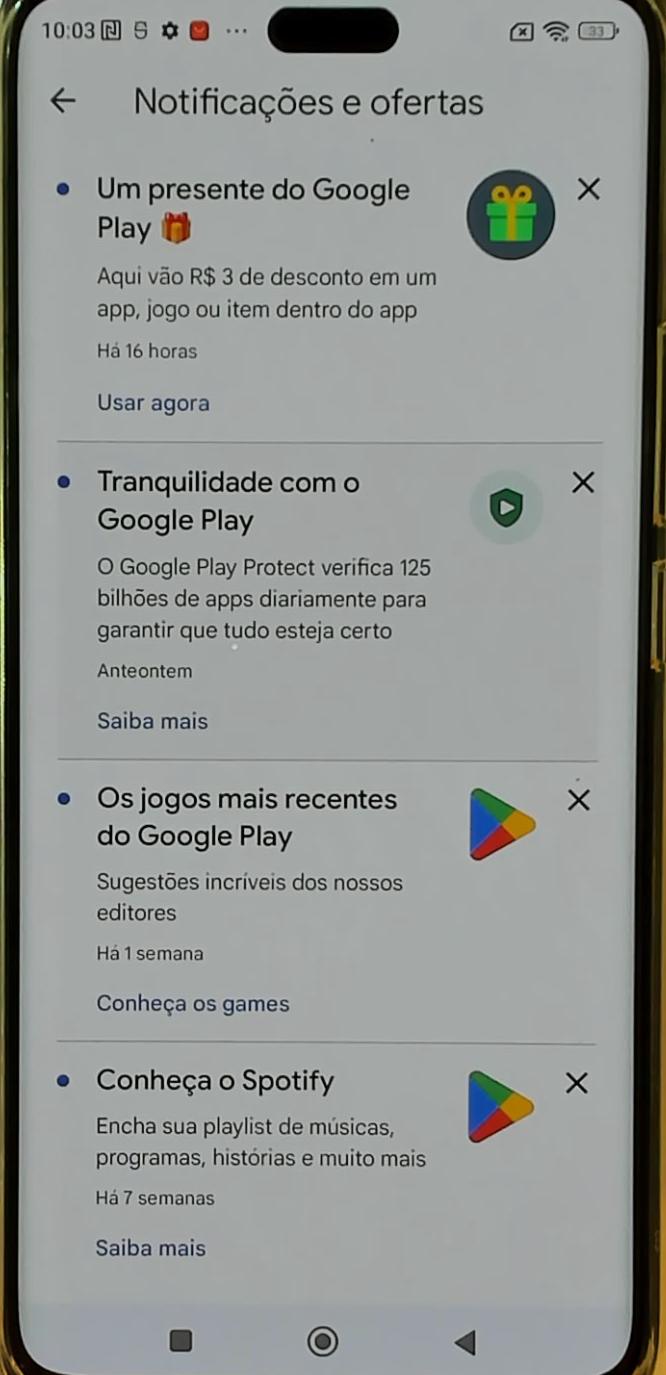 10:03
33
Notificações e ofertas
Um presente do Google
Play 🎁
Aqui vão R$ 3 de desconto em um
app, jogo ou item dentro do app
Há 16 horas
Usar agora
Tranquilidade com o
Google Play
O Google Play Protect verifica 125
bilhões de apps diariamente para
garantir que tudo esteja certo
Anteontem
Saiba mais
Os jogos mais recentes
do Google Play
Sugestões incríveis dos nossos
editores
Há 1 semana
Conheça os games
Conheça o Spotify
Encha sua playlist de músicas,
programas, histórias e muito mais
Há 7 semanas
Saiba mais